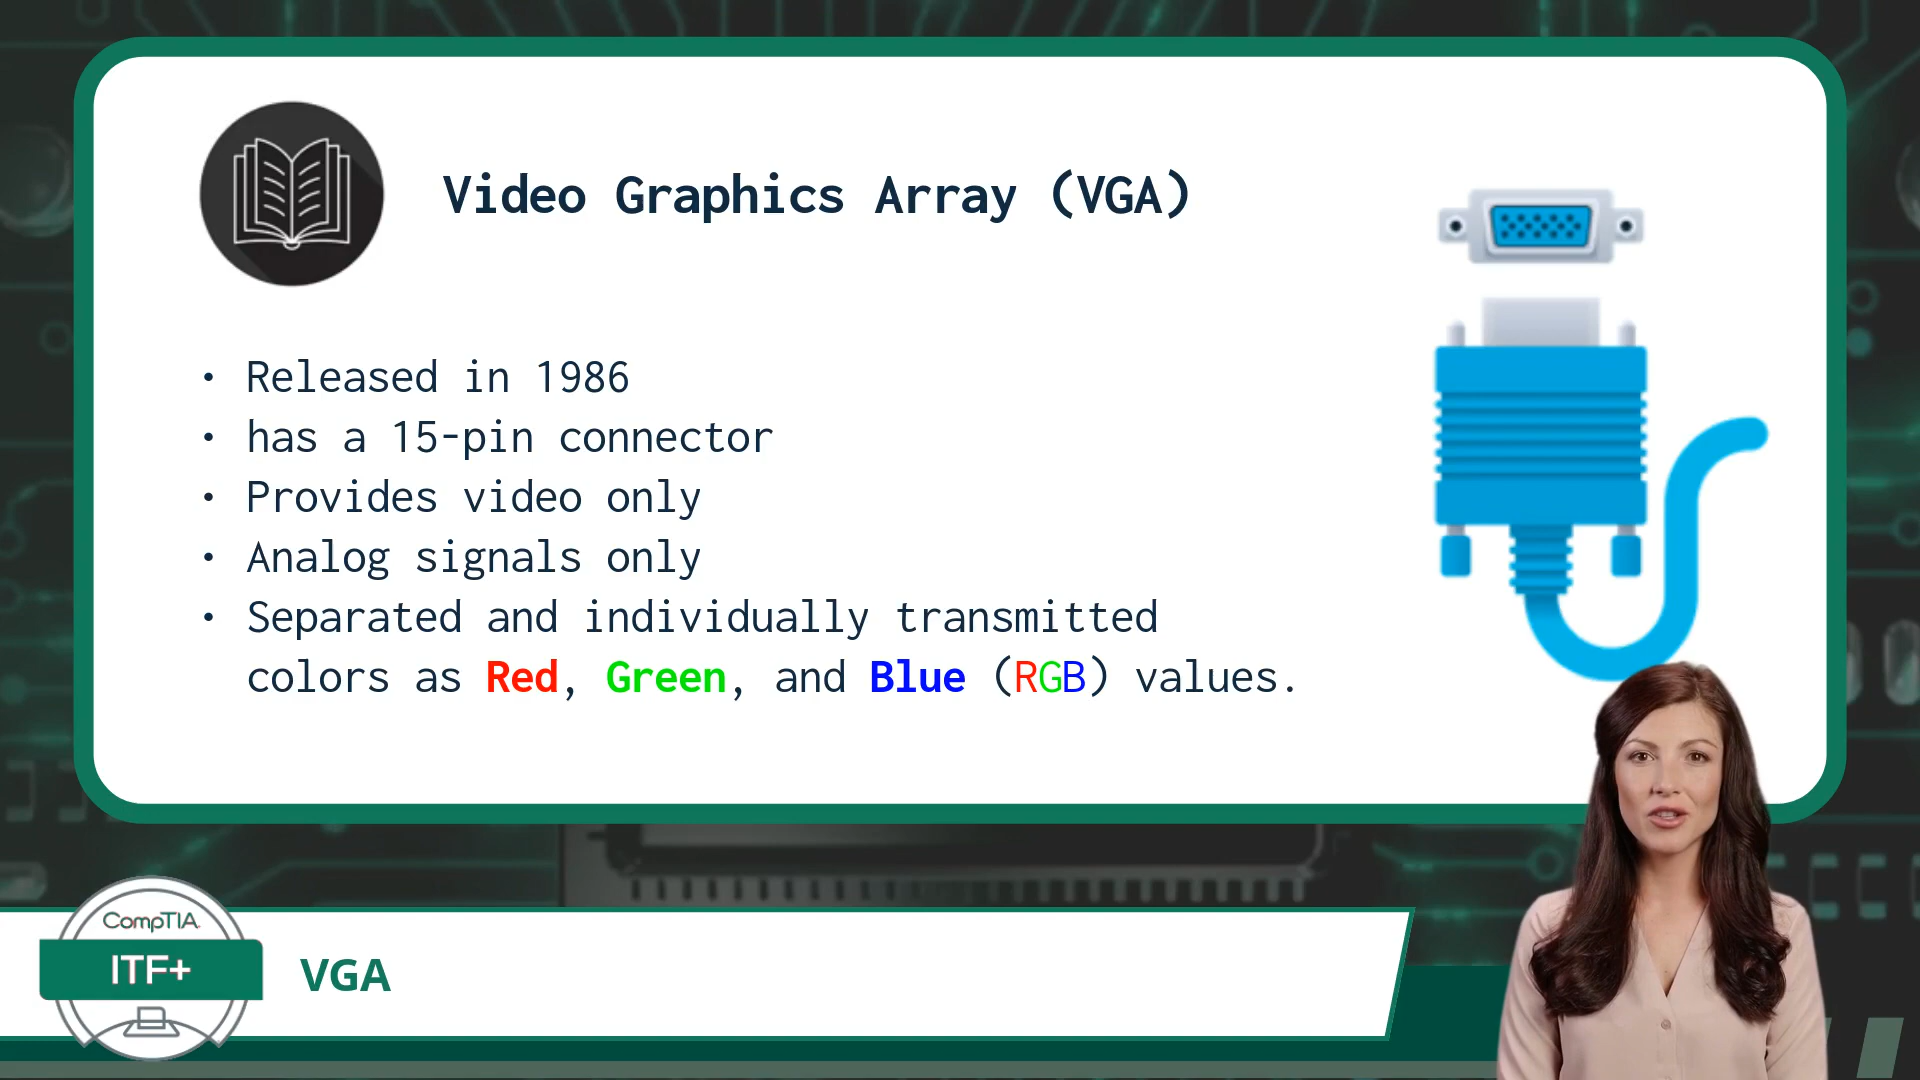 Video Graphics Array (VGA)
• Released in 1986
• has a 15-pin connector
• Provides video only
• Analog signals only
• Separated and individually transmitted
colors as Red, Green, and Blue (RGB) values.
CompTIA
ITF+
VGA